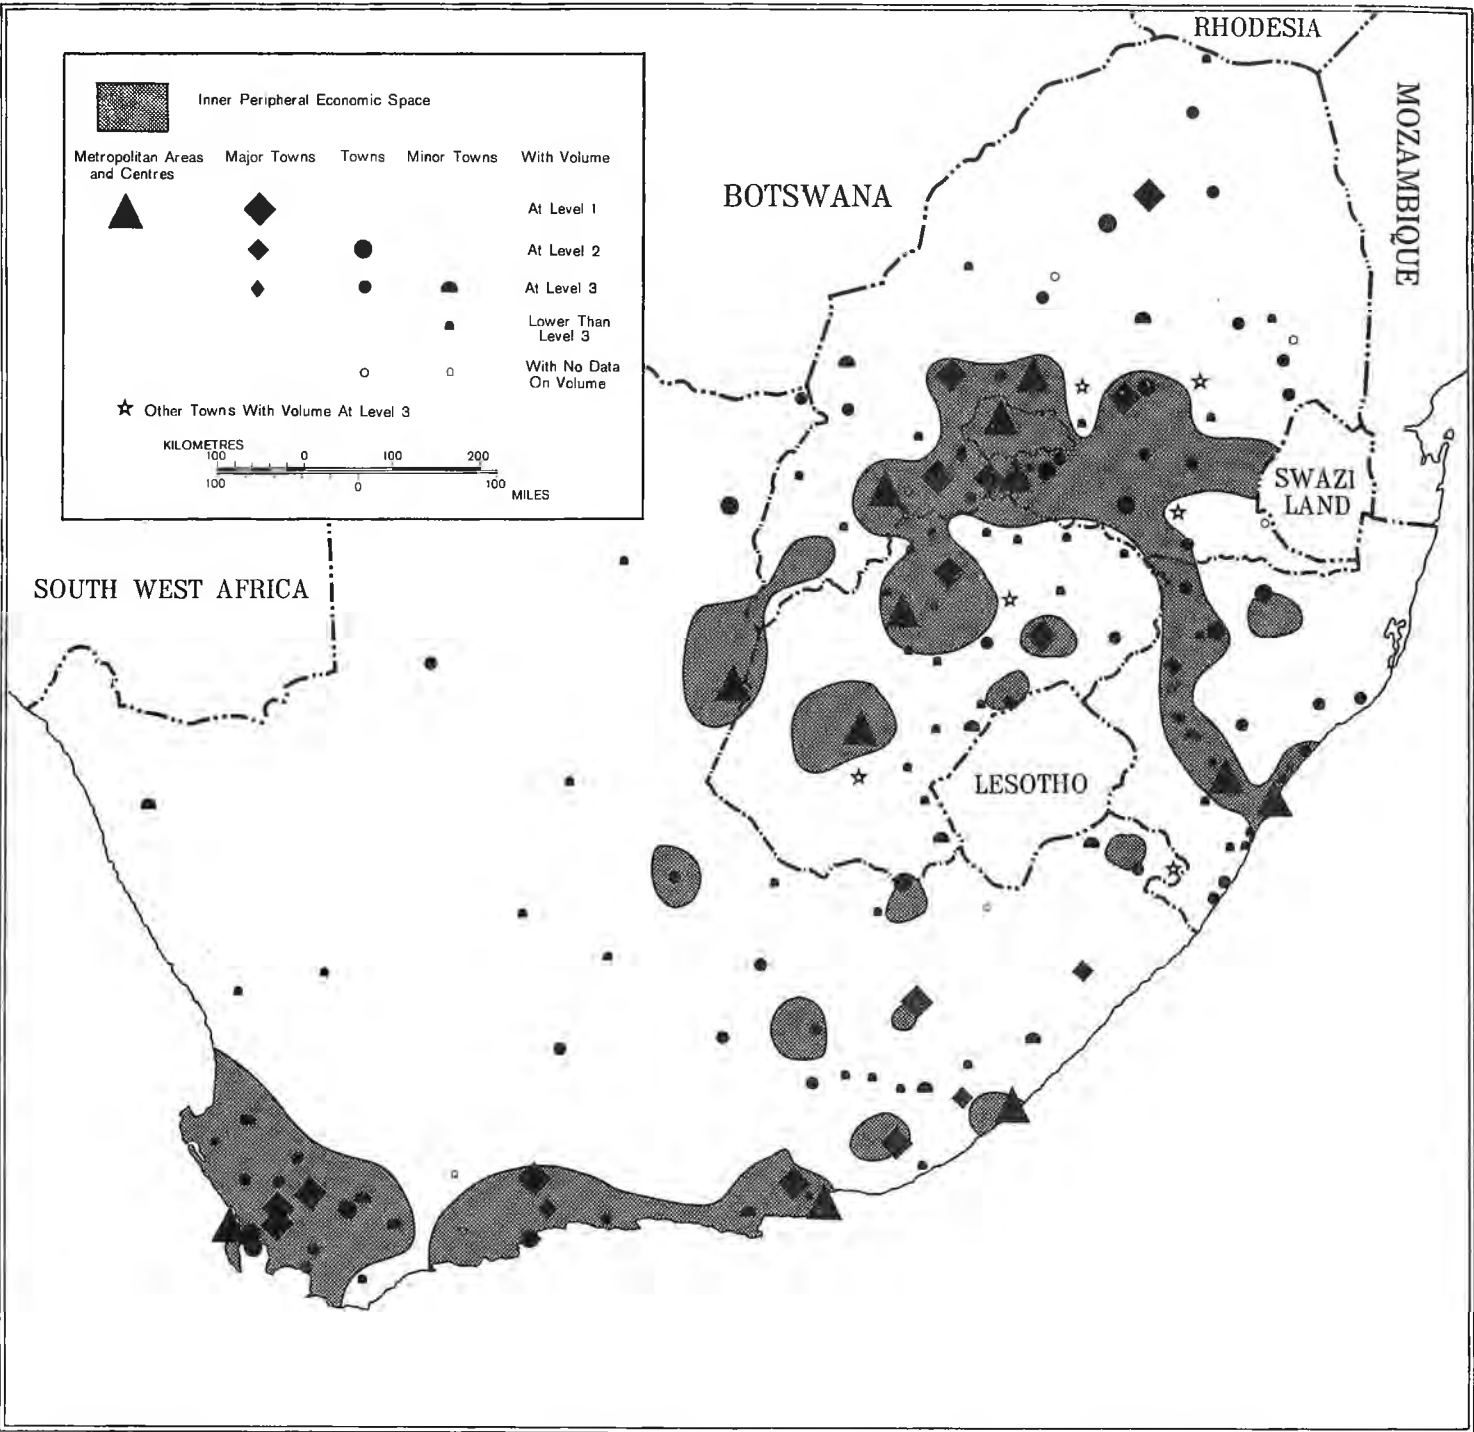 RHODESIA
MOZAMBIQUE
BOTSWANA
Inner Peripheral Economic Space
Metropolitan Areas and Centres
Major Towns
Towns
Minor Towns
With Volume
At Level 1
At Level 2
At Level 3
Lower Than
Level 3
With No Data
On Volume
Other Towns With Volume At Level 3
KILOMETRES
100 0 100 200
100 0 100
MILES
SWAZI
LAND
SOUTH WEST AFRICA
LESOTHO